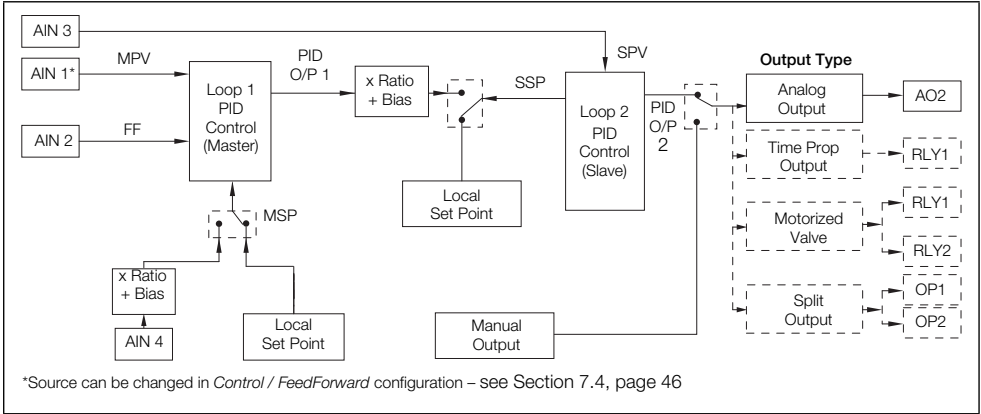 AIN 3
AIN 1*
MPV
AIN 2
FF
Loop 1
PID
Control
(Master)
PID
O/P 1
x Ratio
+ Bias
SSP
SPV
Loop 2
PID
Control
(Slave)
PID
O/P
2
Output Type
Analog
Output
AO2
Time Prop
Output
RLY1
Motorized
Valve
RLY1
RLY2
Split
Output
OP1
OP2
Local
Set Point
MSP
x Ratio
+ Bias
AIN 4
Local
Set Point
Manual
Output
*Source can be changed in Control / FeedForward configuration – see Section 7.4, page 46